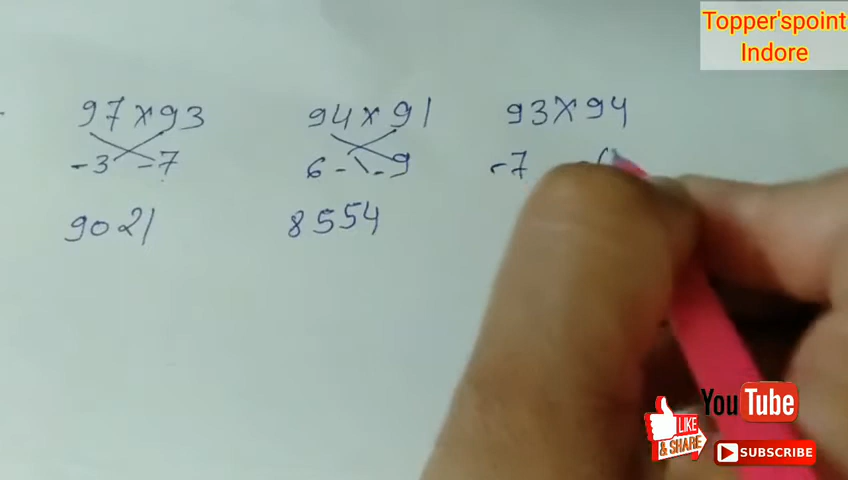 Topper'spoint
Indore
97 x 93
-3 -7
9021
94 x 91
6 - \ - 9
8554
93 x 94
-7 -6
YouTube
LIKE
& SHARE
SUBSCRIBE